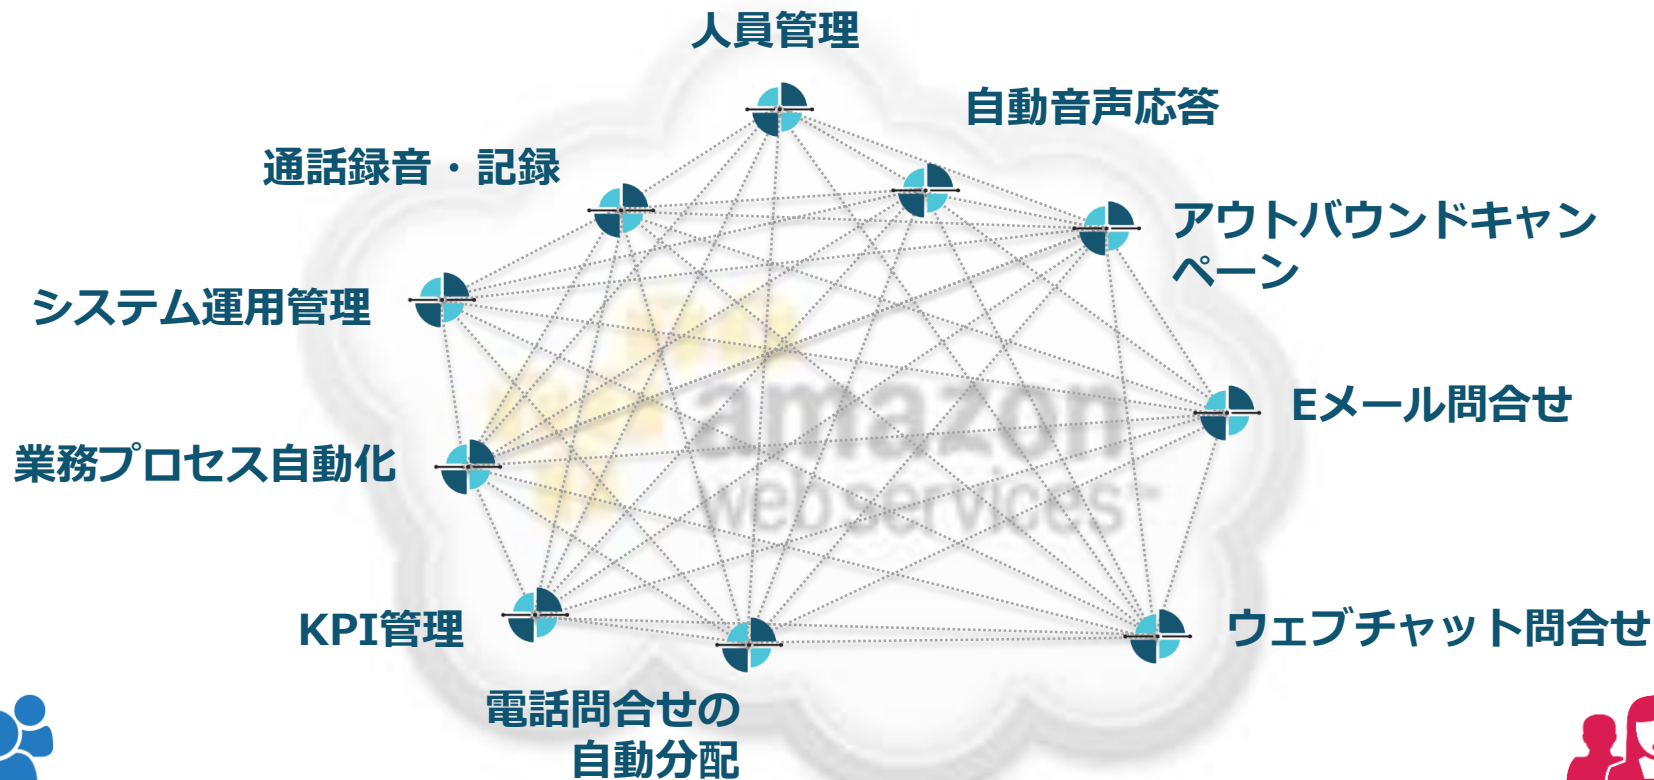 人員管理
自動音声応答
通話録音・記録
アウトバウンドキャン
ペーン
システム運用管理
Eメール問合せ
amazon
webservices™
業務プロセス自動化
KPI管理
ウェブチャット問合せ
電話問合せの
自動分配